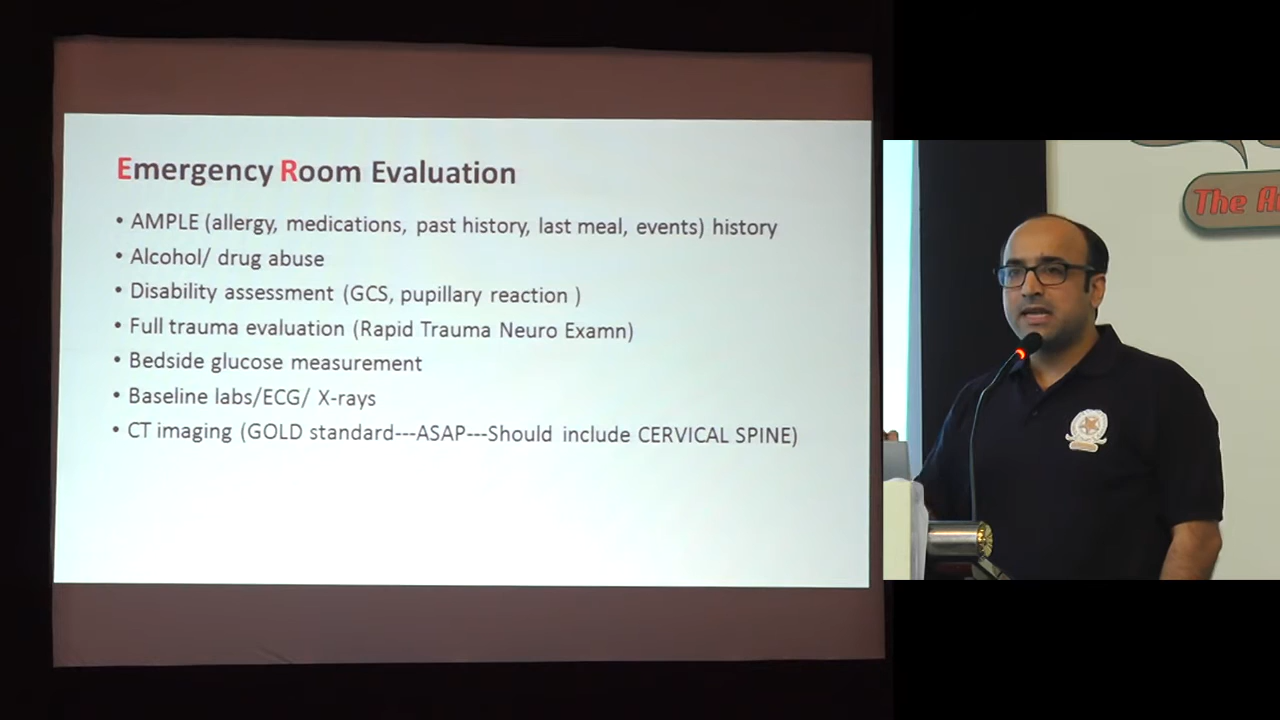 Emergency Room Evaluation
• AMPLE (allergy, medications, past history, last meal, events) history
• Alcohol/ drug abuse
• Disability assessment (GCS, pupillary reaction )
• Full trauma evaluation (Rapid Trauma Neuro Examn)
• Bedside glucose measurement
• Baseline labs/ECG/ X-rays
• CT imaging (GOLD standard---ASAP---Should include CERVICAL SPINE)
The